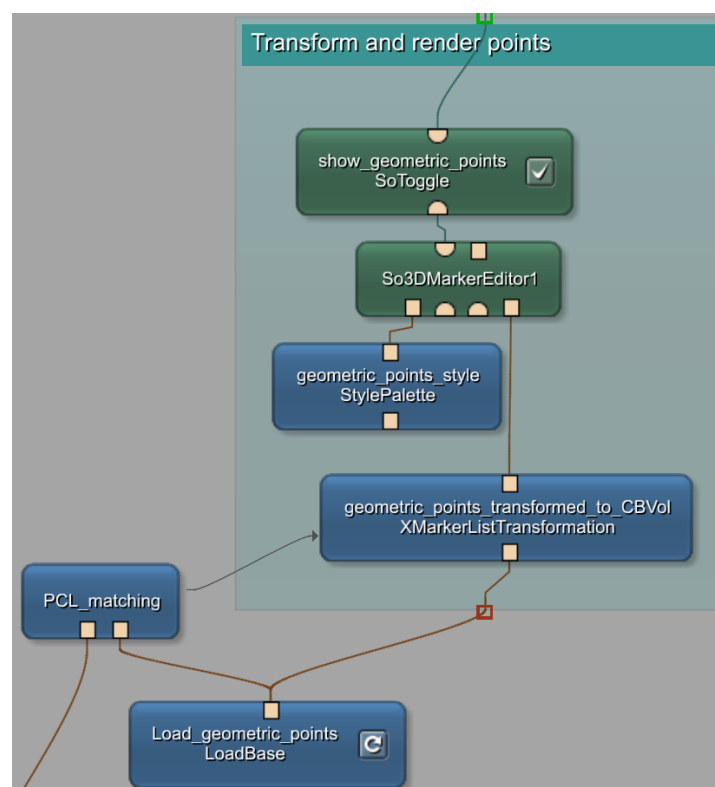 Transform and render points
show_geometric_points
SoToggle
So3DMarkerEditor1
geometric_points_style
StylePalette
geometric_points_transformed_to_CBVol
XMarkerListTransformation
PCL_matching
Load_geometric_points
LoadBase